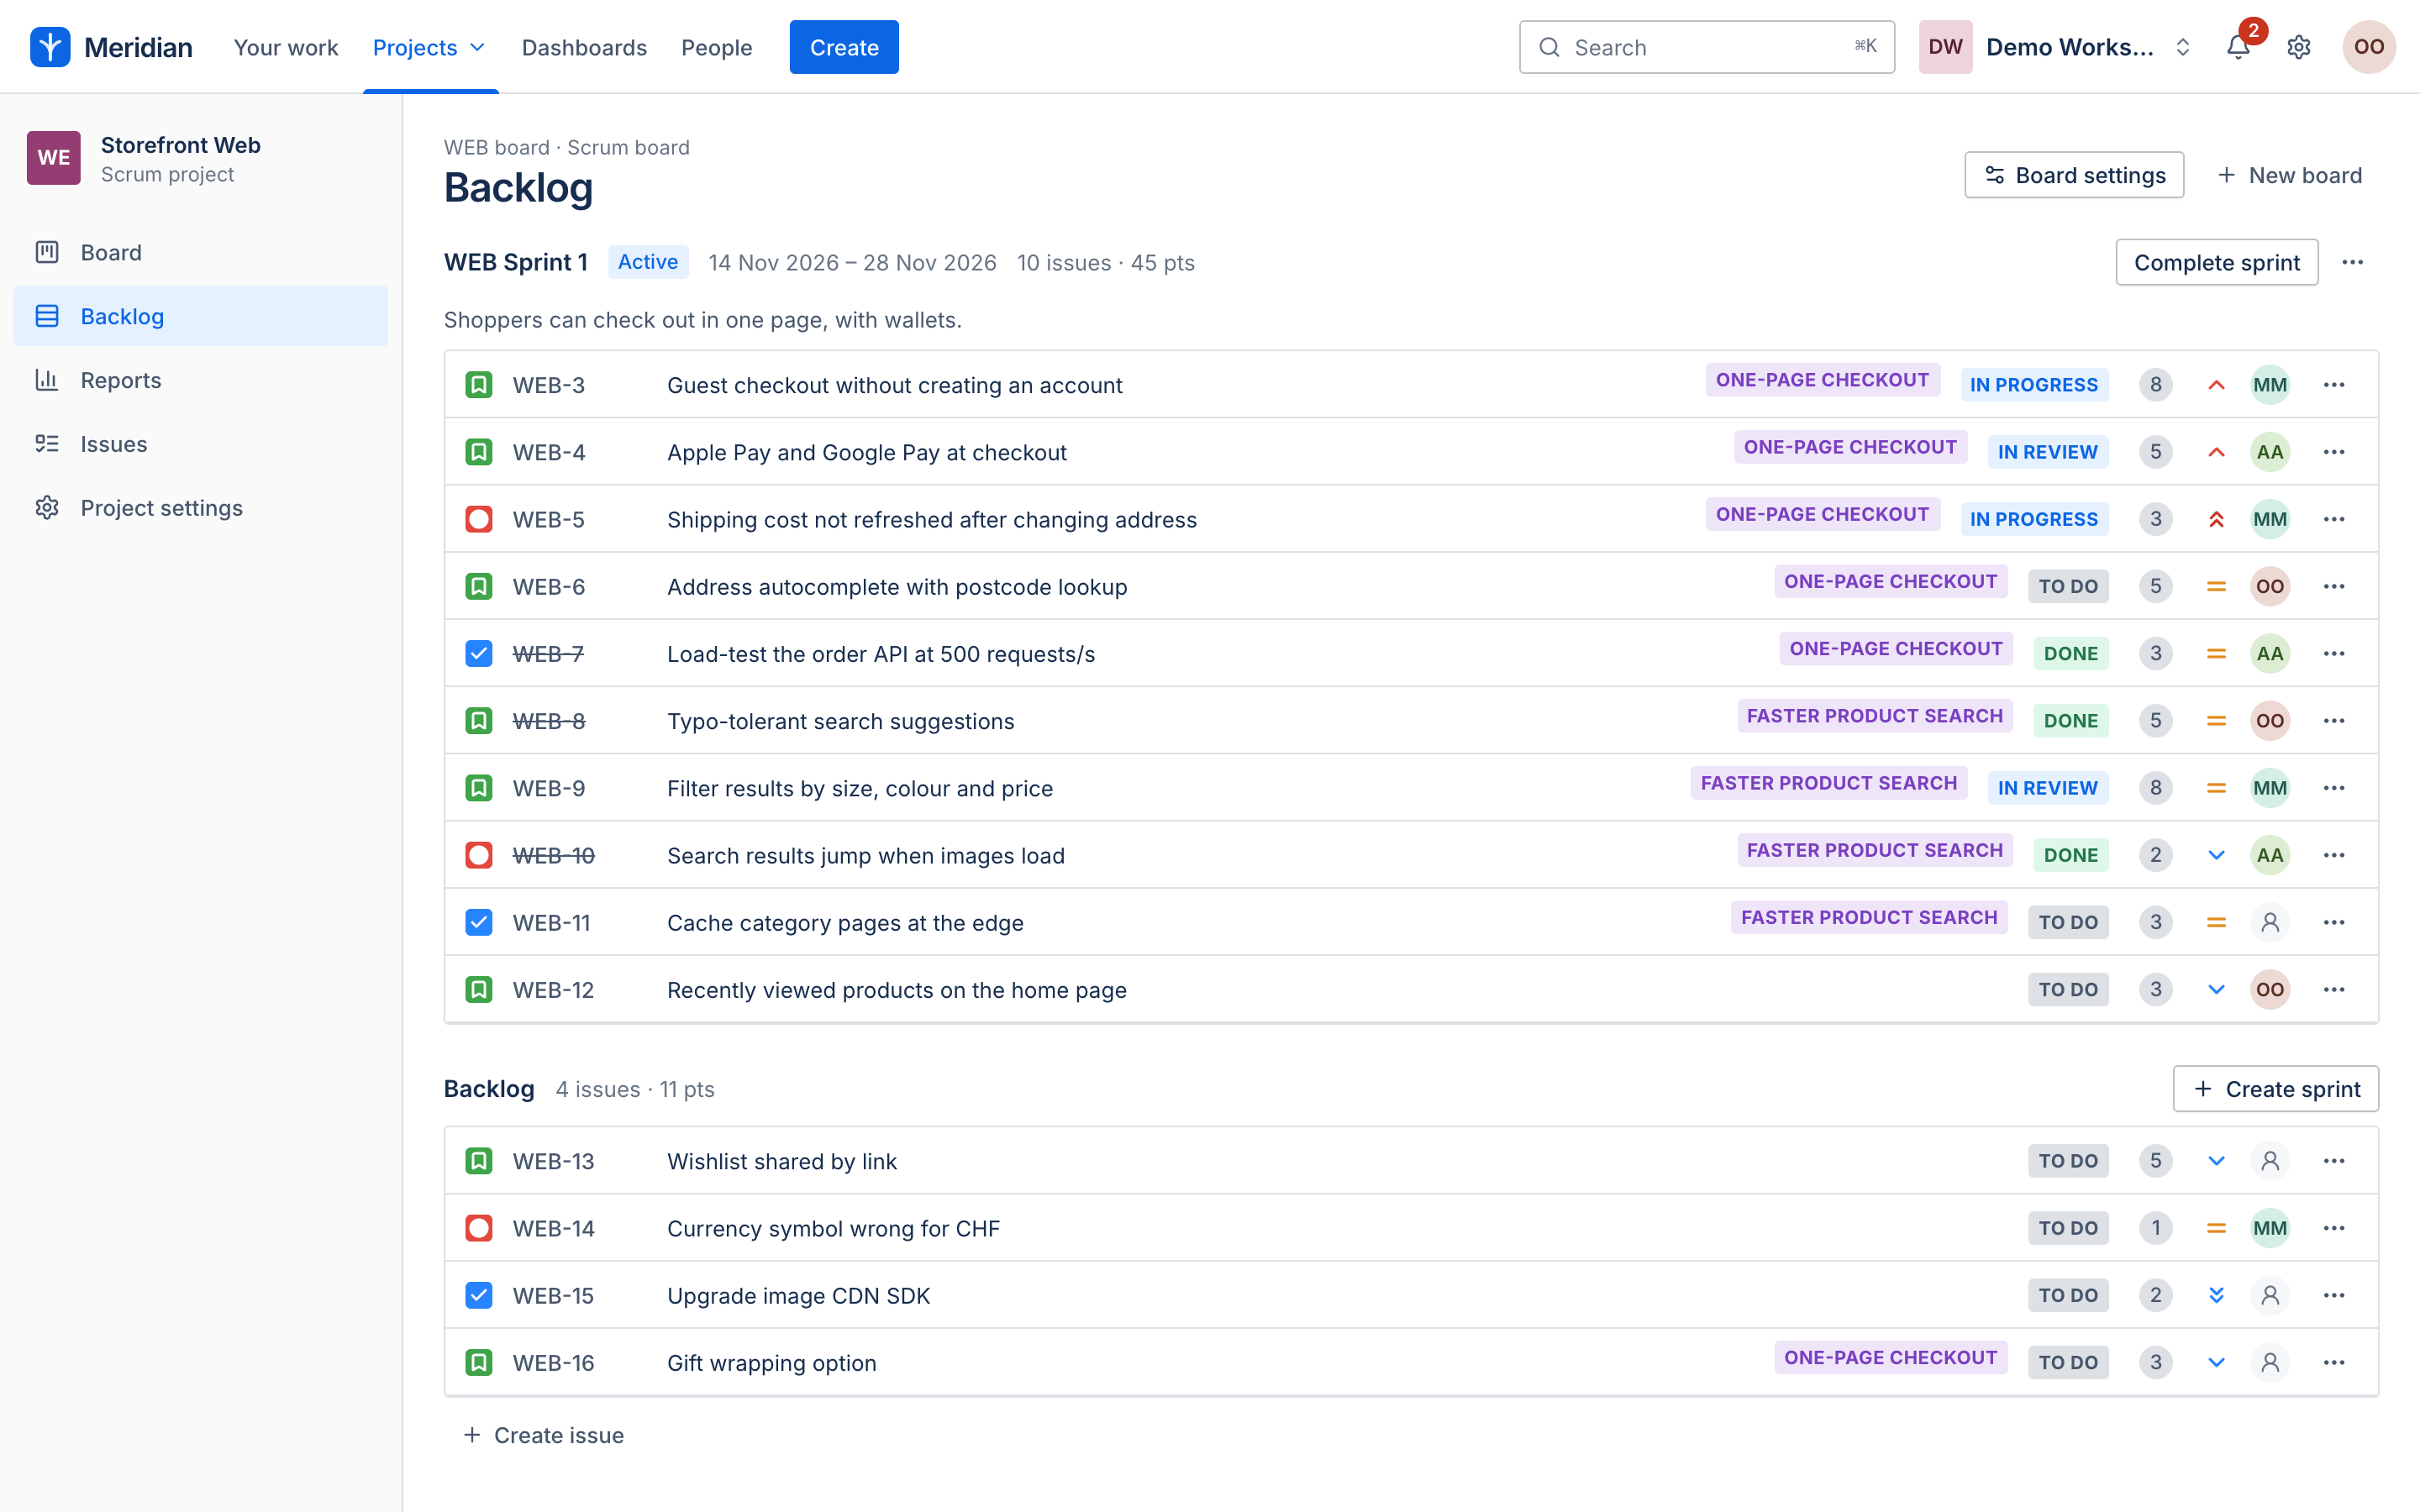 Meridian Your work Projects Dashboards People Create Search ⌘K DW Demo Works... 2 OO
WE Storefront Web
Scrum project
Board
Backlog
Reports
Issues
Project settings
WEB board · Scrum board
Backlog
Board settings + New board
WEB Sprint 1 Active 14 Nov 2026 – 28 Nov 2026 10 issues · 45 pts Complete sprint
Shoppers can check out in one page, with wallets.
WEB-3 Guest checkout without creating an account ONE-PAGE CHECKOUT IN PROGRESS 8 MM
WEB-4 Apple Pay and Google Pay at checkout ONE-PAGE CHECKOUT IN REVIEW 5 AA
WEB-5 Shipping cost not refreshed after changing address ONE-PAGE CHECKOUT IN PROGRESS 3 MM
WEB-6 Address autocomplete with postcode lookup ONE-PAGE CHECKOUT TO DO 5 OO
WEB-7 Load-test the order API at 500 requests/s ONE-PAGE CHECKOUT DONE 3 AA
WEB-8 Typo-tolerant search suggestions FASTER PRODUCT SEARCH DONE 5 OO
WEB-9 Filter results by size, colour and price FASTER PRODUCT SEARCH IN REVIEW 8 MM
WEB-10 Search results jump when images load FASTER PRODUCT SEARCH DONE 2 AA
WEB-11 Cache category pages at the edge FASTER PRODUCT SEARCH TO DO 3
WEB-12 Recently viewed products on the home page TO DO 3 OO
Backlog 4 issues · 11 pts + Create sprint
WEB-13 Wishlist shared by link TO DO 5
WEB-14 Currency symbol wrong for CHF TO DO 1 MM
WEB-15 Upgrade image CDN SDK TO DO 2
WEB-16 Gift wrapping option ONE-PAGE CHECKOUT TO DO 3
+ Create issue